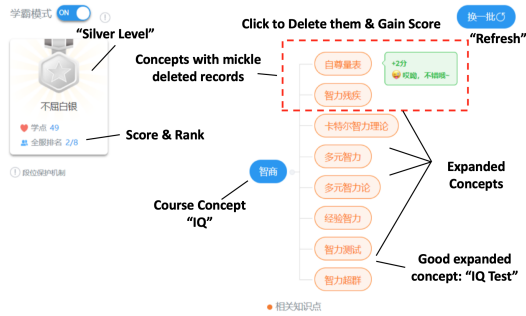 学霸模式 ON
Click to Delete them & Gain Score
换一批
"Silver Level"
"Refresh"
Concepts with mickle
deleted records
自尊量表
+2分
权勋，不错哦~
智力残疾
不屈白银
学点 49
全服排名 2/8
Score & Rank
卡特尔智力理论
多元智力
段位保护机制
智商
Expanded
Concepts
多元智力论
Course Concept
"IQ"
经验智力
智力测试
Good expanded
concept: "IQ Test"
智力超群
相关知识点